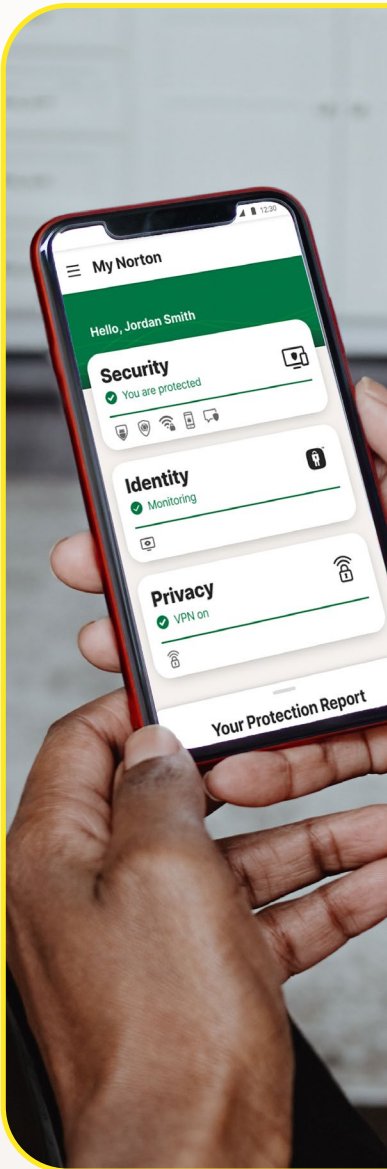 12:30
My Norton
Hello, Jordan Smith
Security
You are protected
Identity
Monitoring
Privacy
VPN on
Your Protection Report